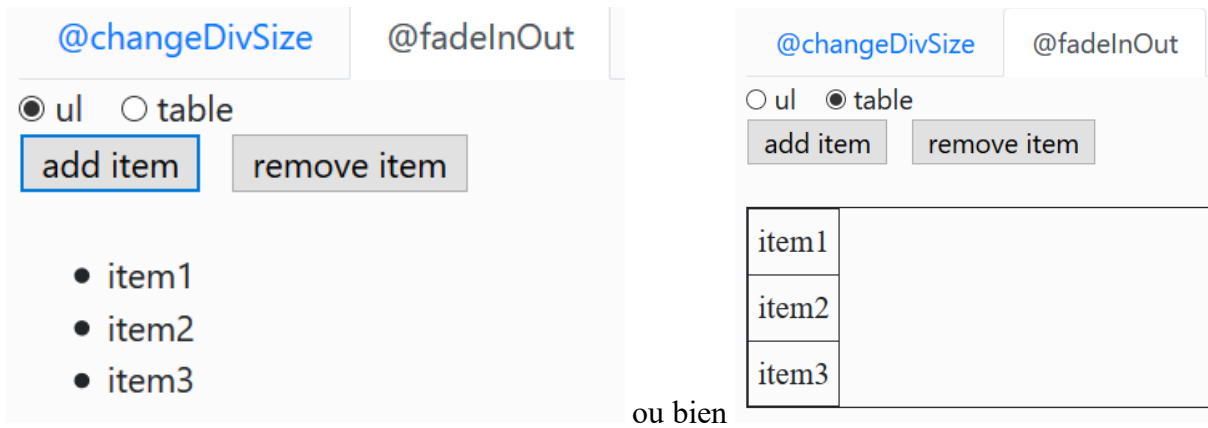 @changeDivSize @fadeInOut
ul table
add item remove item
item1
item2
item3
ou bien
@changeDivSize @fadeInOut
ul table
add item remove item
item1
item2
item3